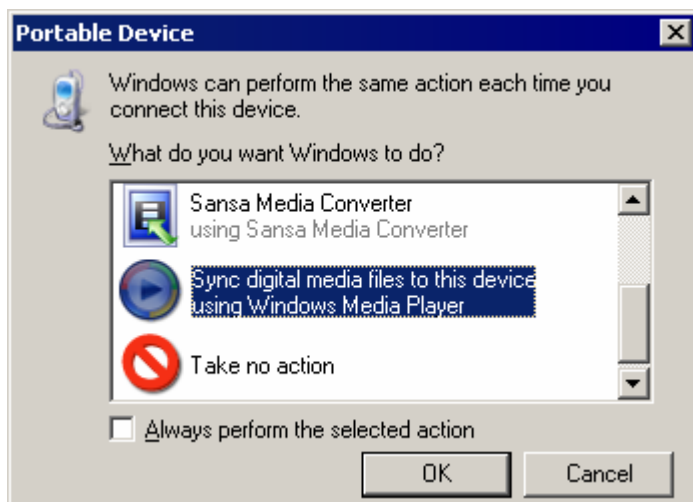 Portable Device
Windows can perform the same action each time you
connect this device.
What do you want Windows to do?
Sansa Media Converter
using Sansa Media Converter
Sync digital media files to this device
using Windows Media Player
Take no action
Always perform the selected action
OK Cancel